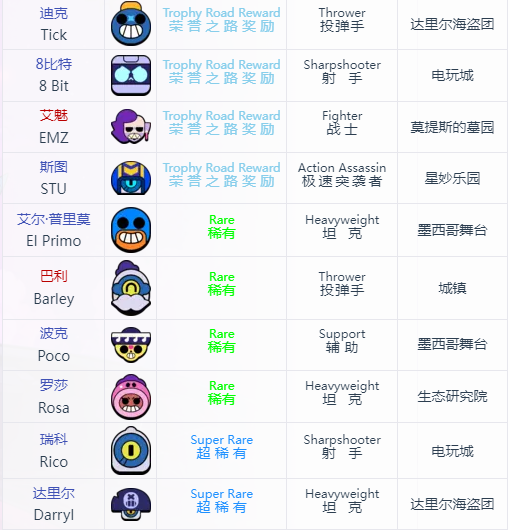 迪克 Trophy Road Reward Thrower
Tick 荣誉之路奖励 投弹手 达里尔海盗团
8比特 Trophy Road Reward Sharpshooter
8 Bit 荣誉之路奖励 射手 电玩城
艾魅 Trophy Road Reward Fighter
EMZ 荣誉之路奖励 战士 莫提斯的墓园
斯图 Trophy Road Reward Action Assassin
STU 荣誉之路奖励 极速突袭者 星妙乐园
艾尔·普里莫 Rare Heavyweight
El Primo 稀有 坦克 墨西哥舞台
巴利 Rare Thrower
Barley 稀有 投弹手 城镇
波克 Rare Support
Poco 稀有 辅助 墨西哥舞台
罗莎 Rare Heavyweight
Rosa 稀有 坦克 生态研究院
瑞科 Super Rare Sharpshooter
Rico 超稀有 射手 电玩城
达里尔 Super Rare Heavyweight
Darryl 超稀有 坦克 达里尔海盗团